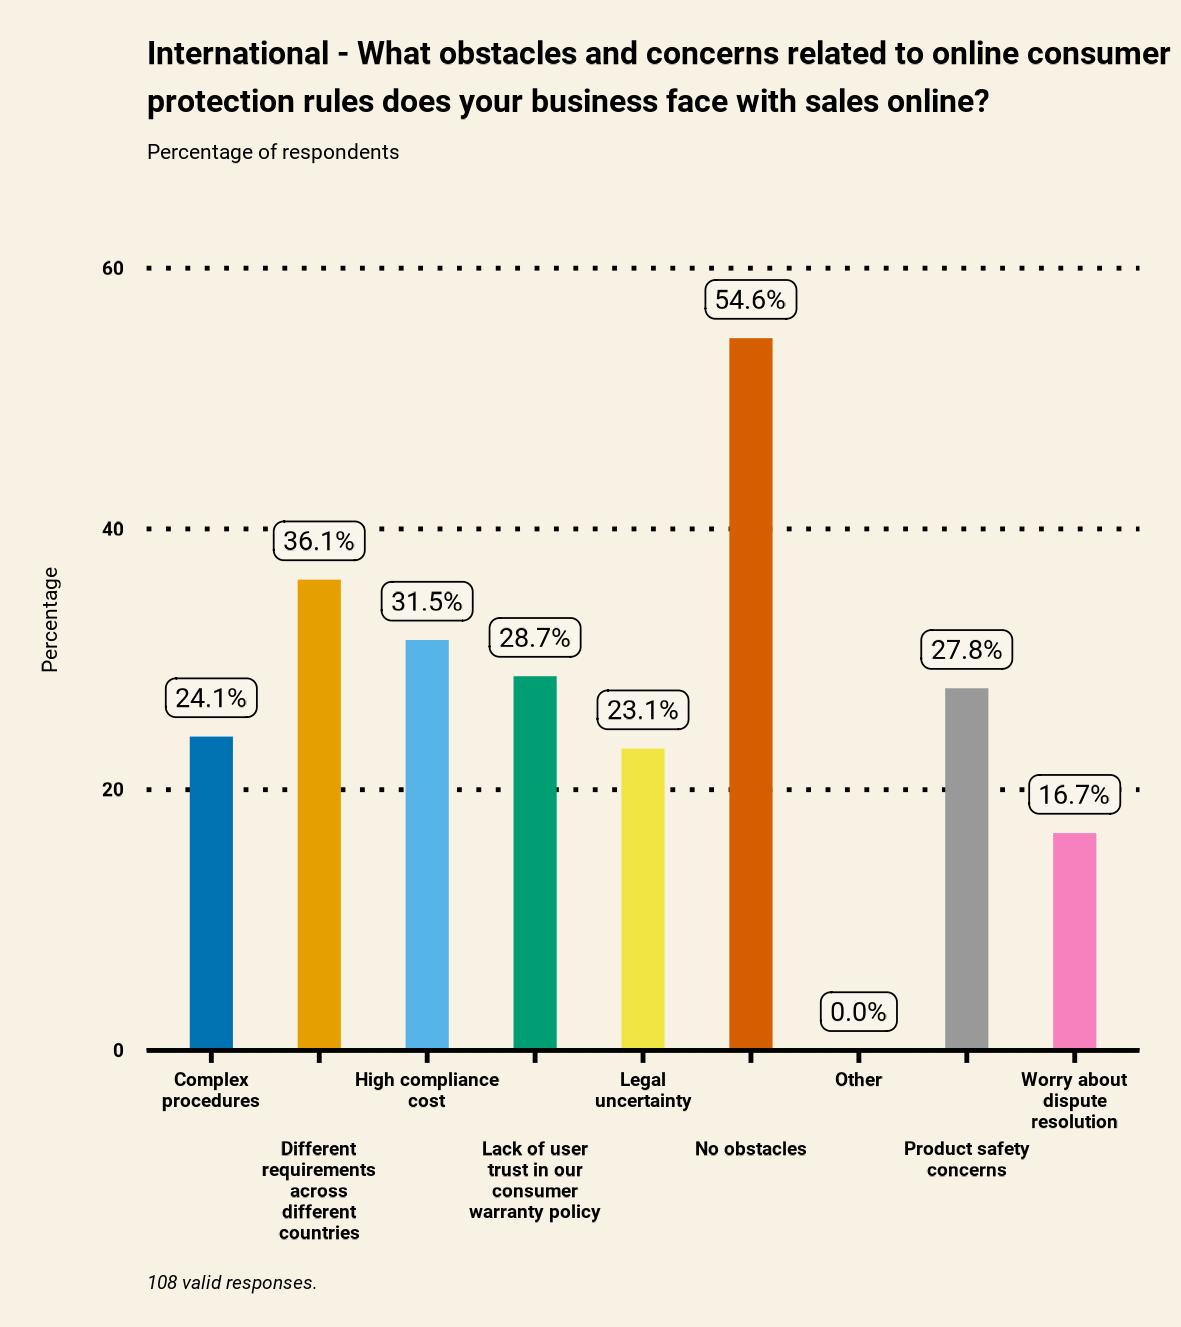 International - What obstacles and concerns related to online consumer
protection rules does your business face with sales online?
Percentage of respondents
Percentage
60
40
20
0
24.1%
36.1%
31.5%
28.7%
23.1%
54.6%
0.0%
27.8%
16.7%
Complex
procedures
Different
requirements
across
different
countries
High compliance
cost
Lack of user
trust in our
consumer
warranty policy
Legal
uncertainty
No obstacles
Other
Product safety
concerns
Worry about
dispute
resolution
108 valid responses.